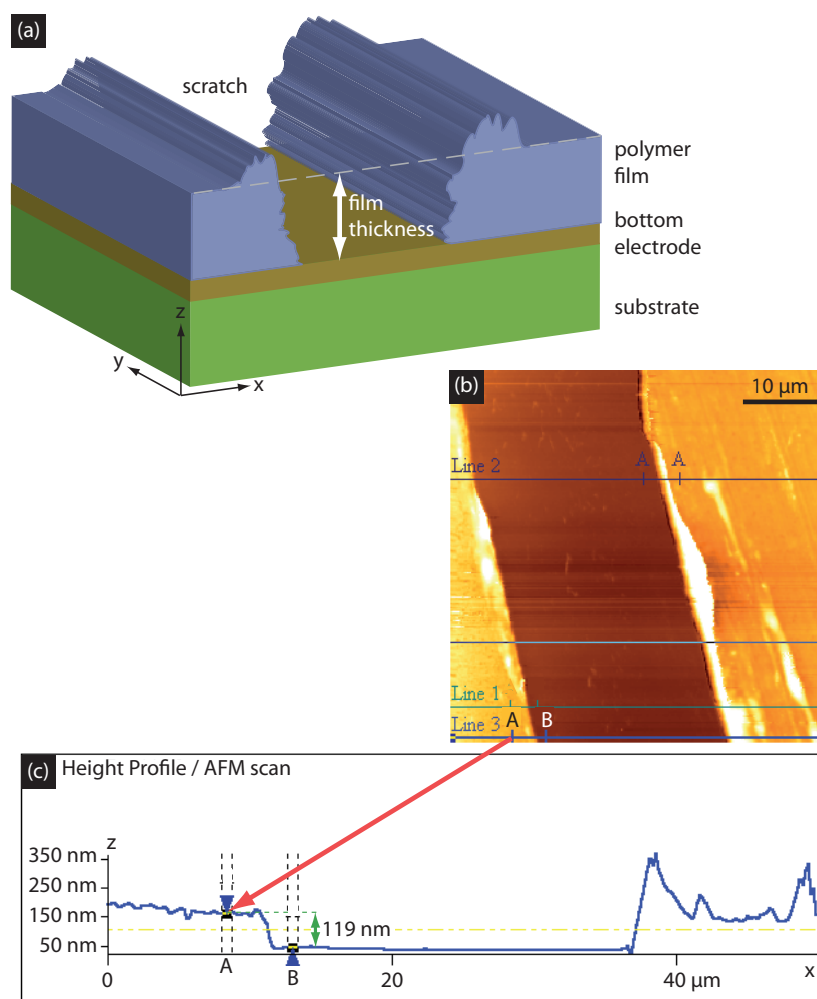 (a)
scratch
polymer
film
film
thickness
bottom
electrode
substrate
z
y
x
(b)
10 µm
Line 2
A A
Line 1
A B
Line 3
(c) Height Profile / AFM scan
z
350 nm
250 nm
150 nm
119 nm
50 nm
A B
0 20 40 µm x